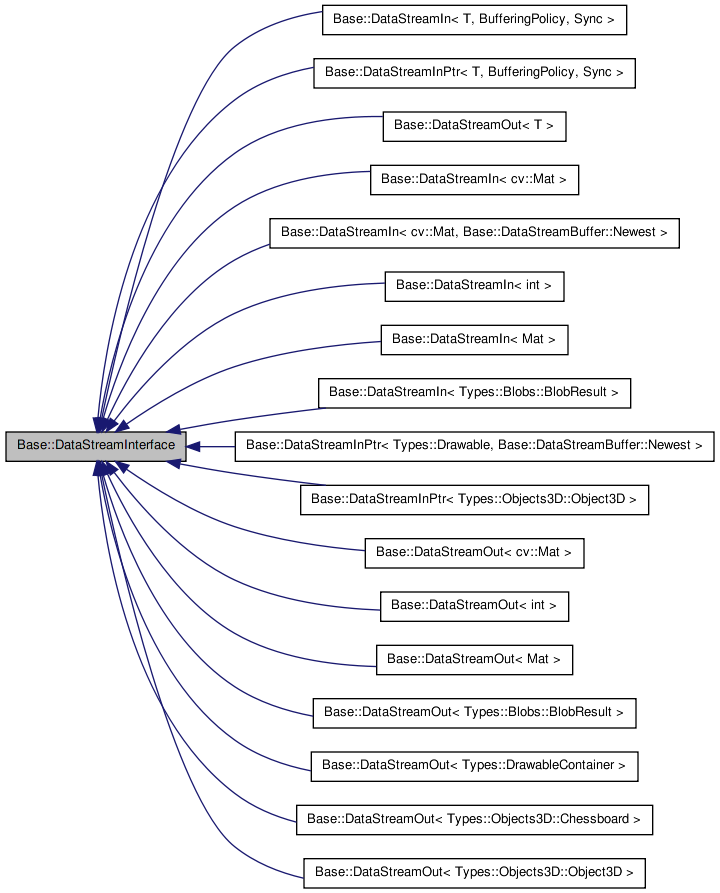 Base::DataStreamIn< T, BufferingPolicy, Sync >
Base::DataStreamInPtr< T, BufferingPolicy, Sync >
Base::DataStreamOut< T >
Base::DataStreamIn< cv::Mat >
Base::DataStreamIn< cv::Mat, Base::DataStreamBuffer::Newest >
Base::DataStreamIn< int >
Base::DataStreamIn< Mat >
Base::DataStreamIn< Types::Blobs::BlobResult >
Base::DataStreamInterface
Base::DataStreamInPtr< Types::Drawable, Base::DataStreamBuffer::Newest >
Base::DataStreamInPtr< Types::Objects3D::Object3D >
Base::DataStreamOut< cv::Mat >
Base::DataStreamOut< int >
Base::DataStreamOut< Mat >
Base::DataStreamOut< Types::Blobs::BlobResult >
Base::DataStreamOut< Types::DrawableContainer >
Base::DataStreamOut< Types::Objects3D::Chessboard >
Base::DataStreamOut< Types::Objects3D::Object3D >